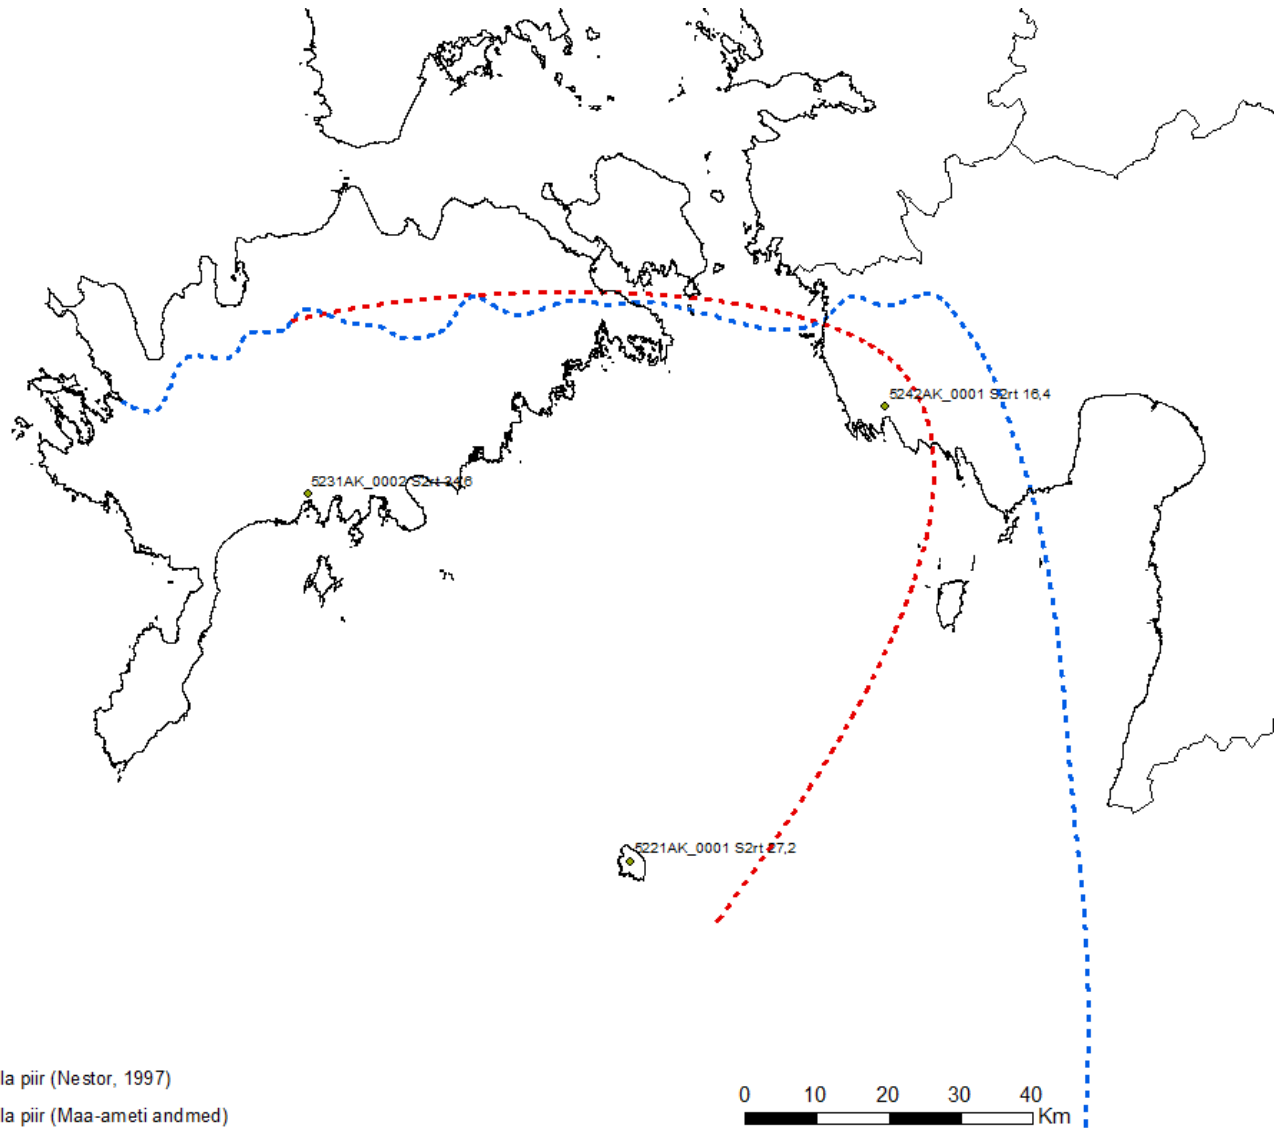 5242AK_0001 S2rt 16,4
5231AK_0002 S2rt 24,6
5221AK_0001 S2rt 27,2
la piir (Nestor, 1997)
la piir (Maa-ameti andmed)
0 10 20 30 40
Km